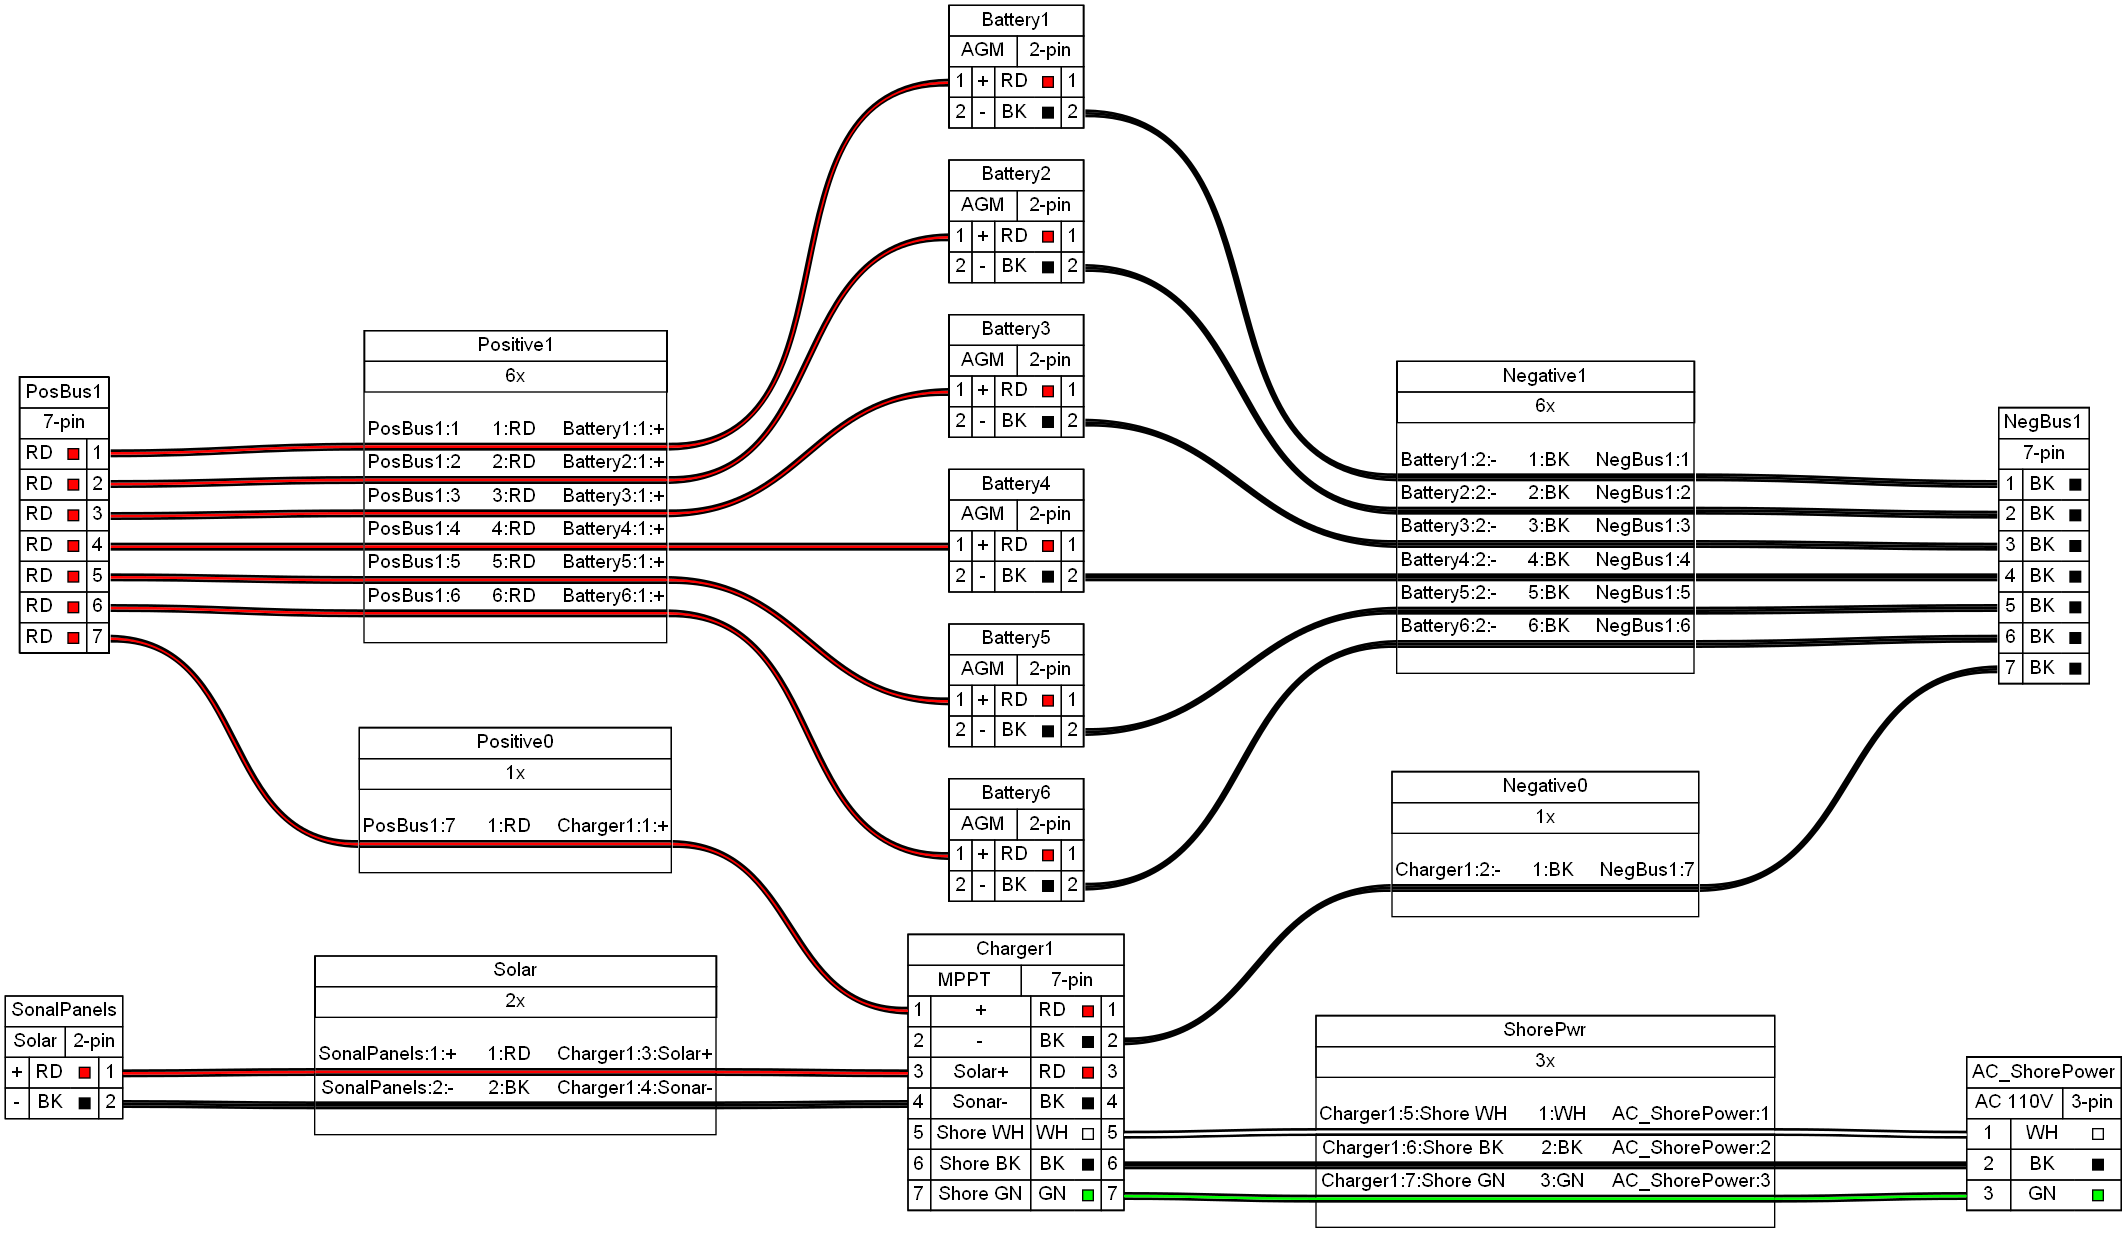 Battery1
AGM 2-pin
1 + RD 1
2 - BK 2
Battery2
AGM 2-pin
1 + RD 1
2 - BK 2
Battery3
AGM 2-pin
1 + RD 1
2 - BK 2
Battery4
AGM 2-pin
1 + RD 1
2 - BK 2
Battery5
AGM 2-pin
1 + RD 1
2 - BK 2
Battery6
AGM 2-pin
1 + RD 1
2 - BK 2
PosBus1
7-pin
RD 1
RD 2
RD 3
RD 4
RD 5
RD 6
RD 7
Positive1
6x
PosBus1:1 1:RD Battery1:1:+
PosBus1:2 2:RD Battery2:1:+
PosBus1:3 3:RD Battery3:1:+
PosBus1:4 4:RD Battery4:1:+
PosBus1:5 5:RD Battery5:1:+
PosBus1:6 6:RD Battery6:1:+
Negative1
6x
Battery1:2:- 1:BK NegBus1:1
Battery2:2:- 2:BK NegBus1:2
Battery3:2:- 3:BK NegBus1:3
Battery4:2:- 4:BK NegBus1:4
Battery5:2:- 5:BK NegBus1:5
Battery6:2:- 6:BK NegBus1:6
NegBus1
7-pin
1 BK
2 BK
3 BK
4 BK
5 BK
6 BK
7 BK
Positive0
1x
PosBus1:7 1:RD Charger1:1:+
Negative0
1x
Charger1:2:- 1:BK NegBus1:7
SonalPanels
Solar 2-pin
+ RD 1
- BK 2
Solar
2x
SonalPanels:1:+ 1:RD Charger1:3:Solar+
SonalPanels:2:- 2:BK Charger1:4:Sonar-
Charger1
MPPT 7-pin
1 + RD 1
2 - BK 2
3 Solar+ RD 3
4 Sonar- BK 4
5 Shore WH WH 5
6 Shore BK BK 6
7 Shore GN GN 7
ShorePwr
3x
Charger1:5:Shore WH 1:WH AC_ShorePower:1
Charger1:6:Shore BK 2:BK AC_ShorePower:2
Charger1:7:Shore GN 3:GN AC_ShorePower:3
AC_ShorePower
AC 110V 3-pin
1 WH
2 BK
3 GN